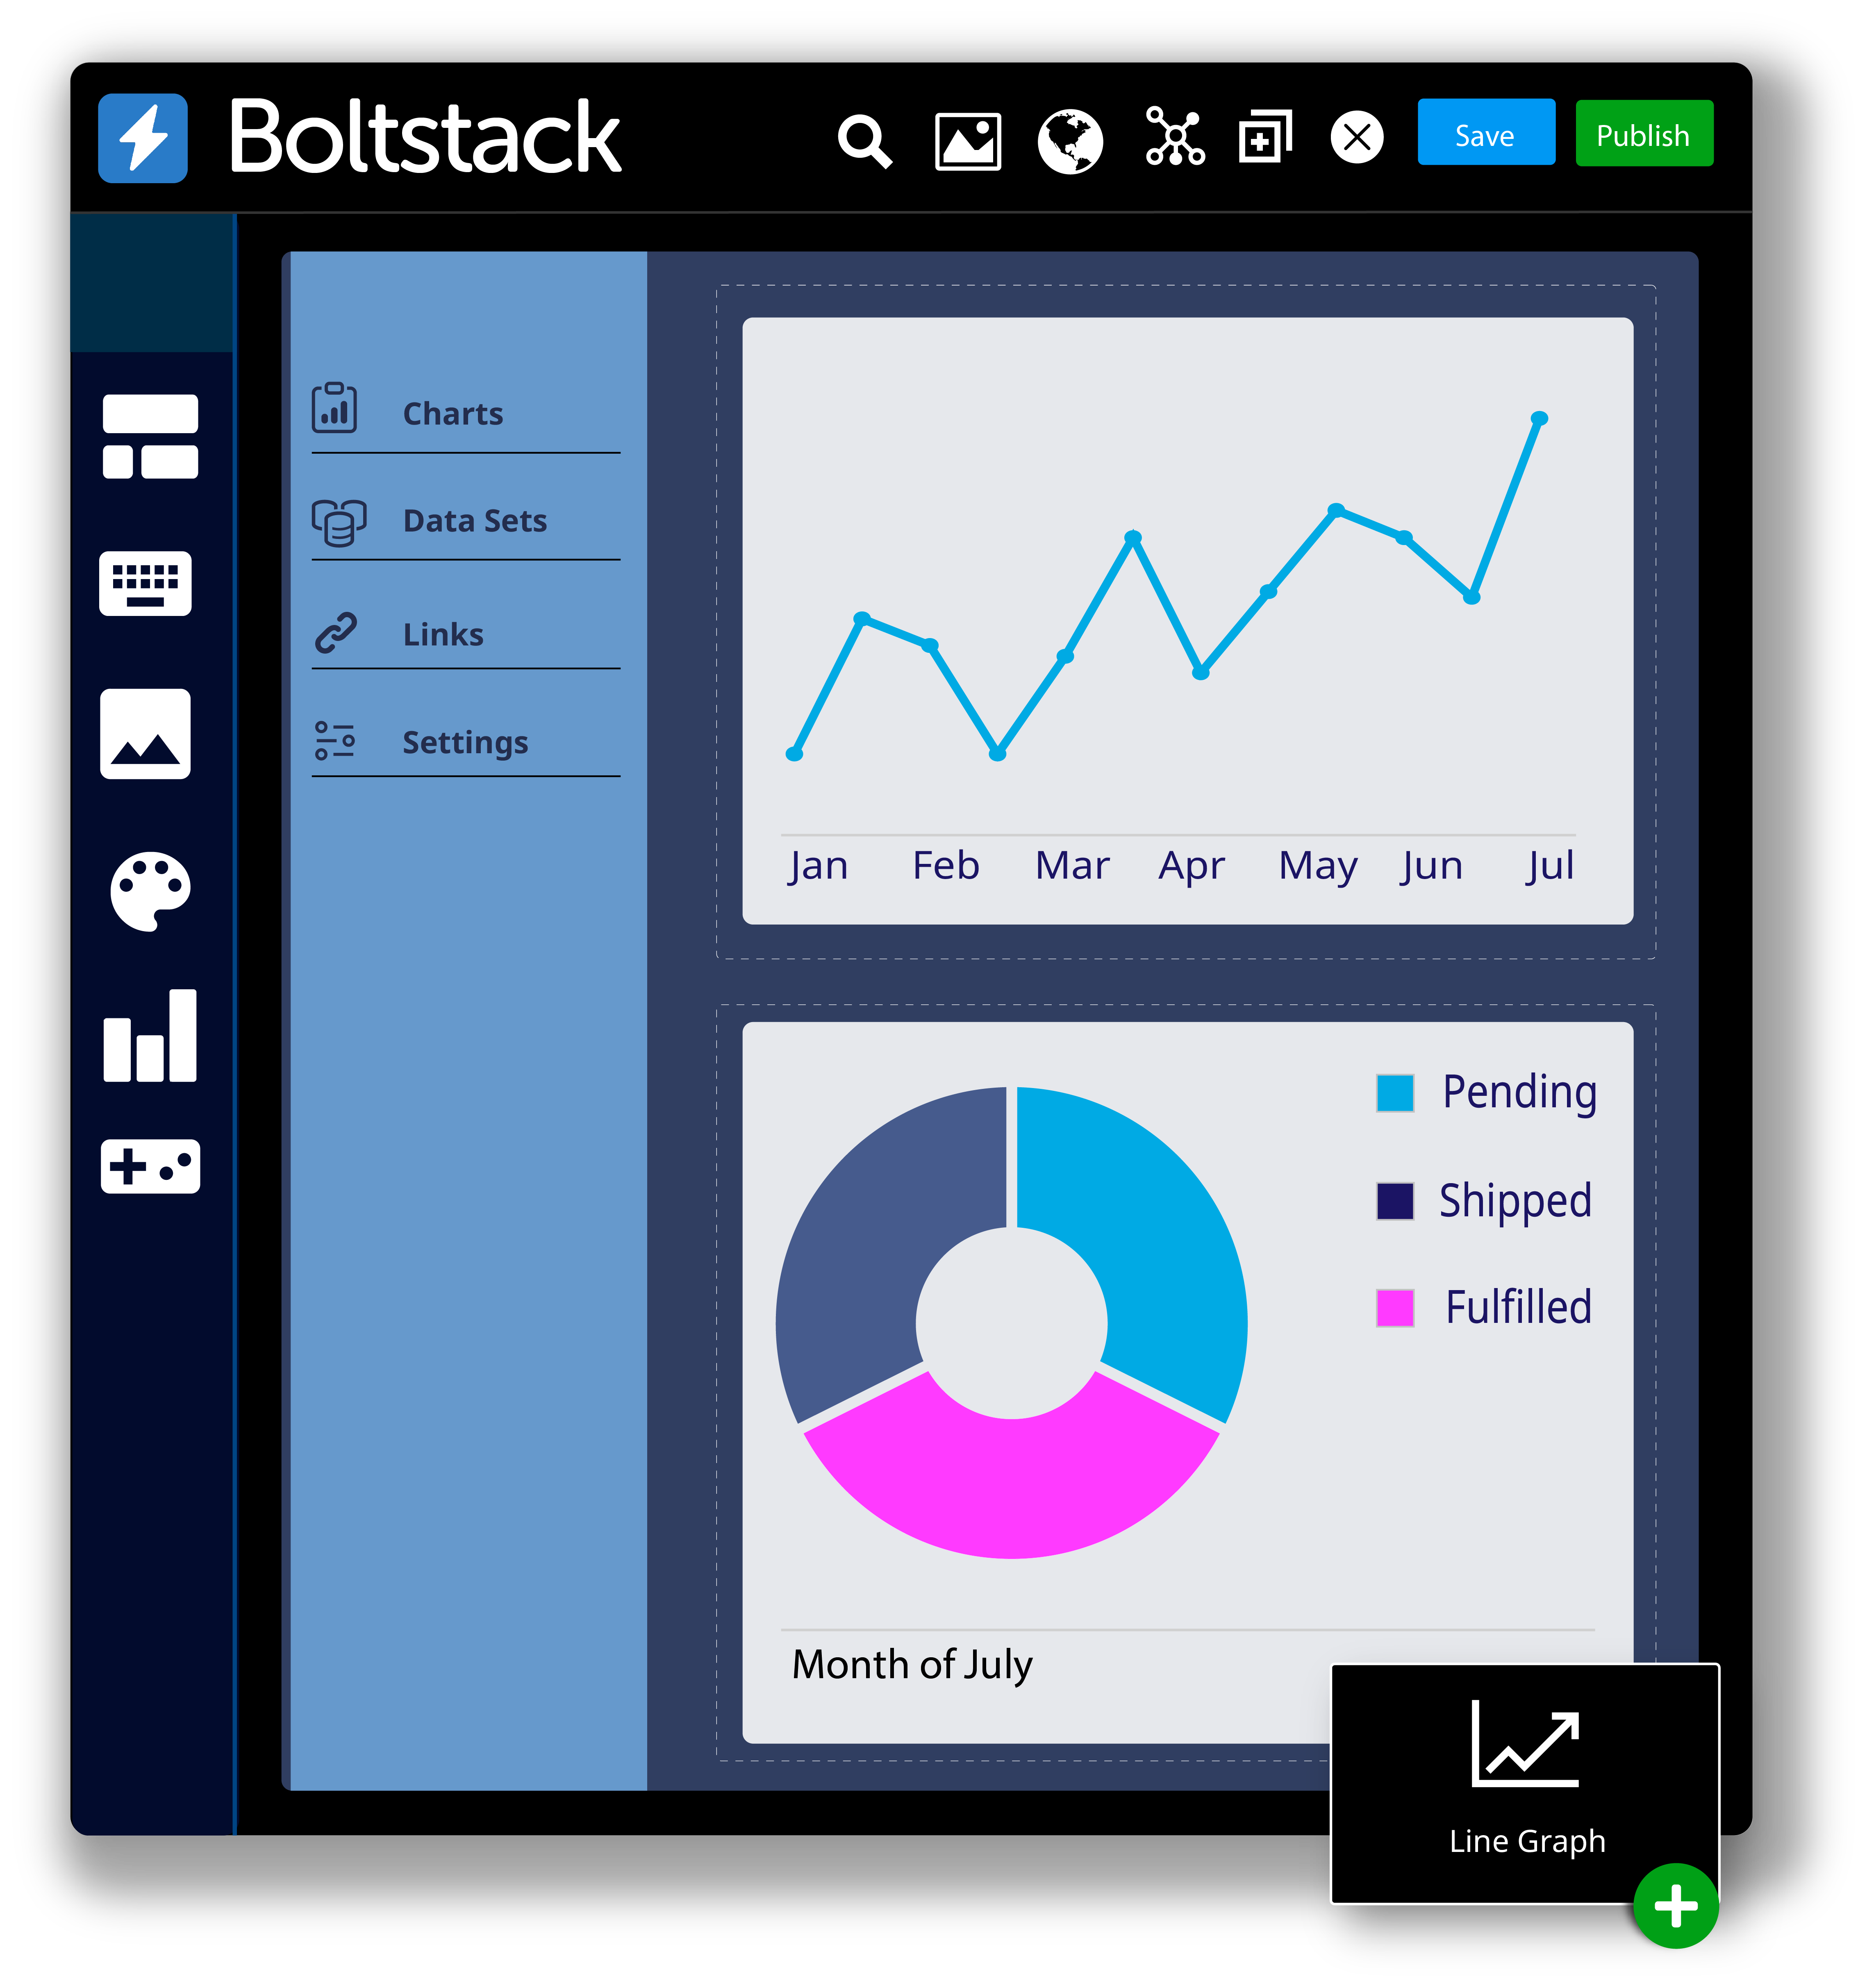 Boltstack
Save
Publish
Charts
Data Sets
Links
Settings
Jan Feb Mar Apr May Jun Jul
Pending
Shipped
Fulfilled
Month of July
Line Graph